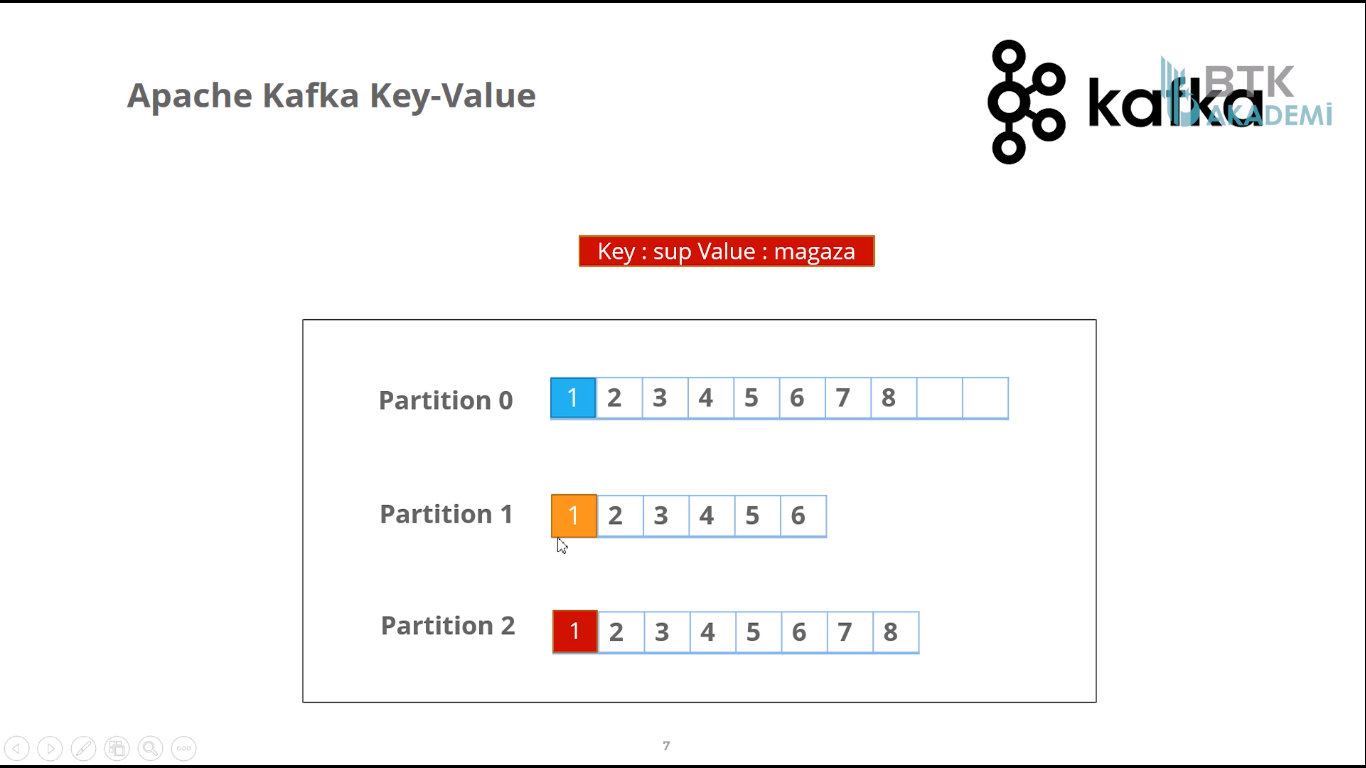 Apache Kafka Key-Value
kafka
BTK
AKADEMİ
Key : sup Value : magaza
Partition 0 1 2 3 4 5 6 7 8
Partition 1 1 2 3 4 5 6
Partition 2 1 2 3 4 5 6 7 8
7